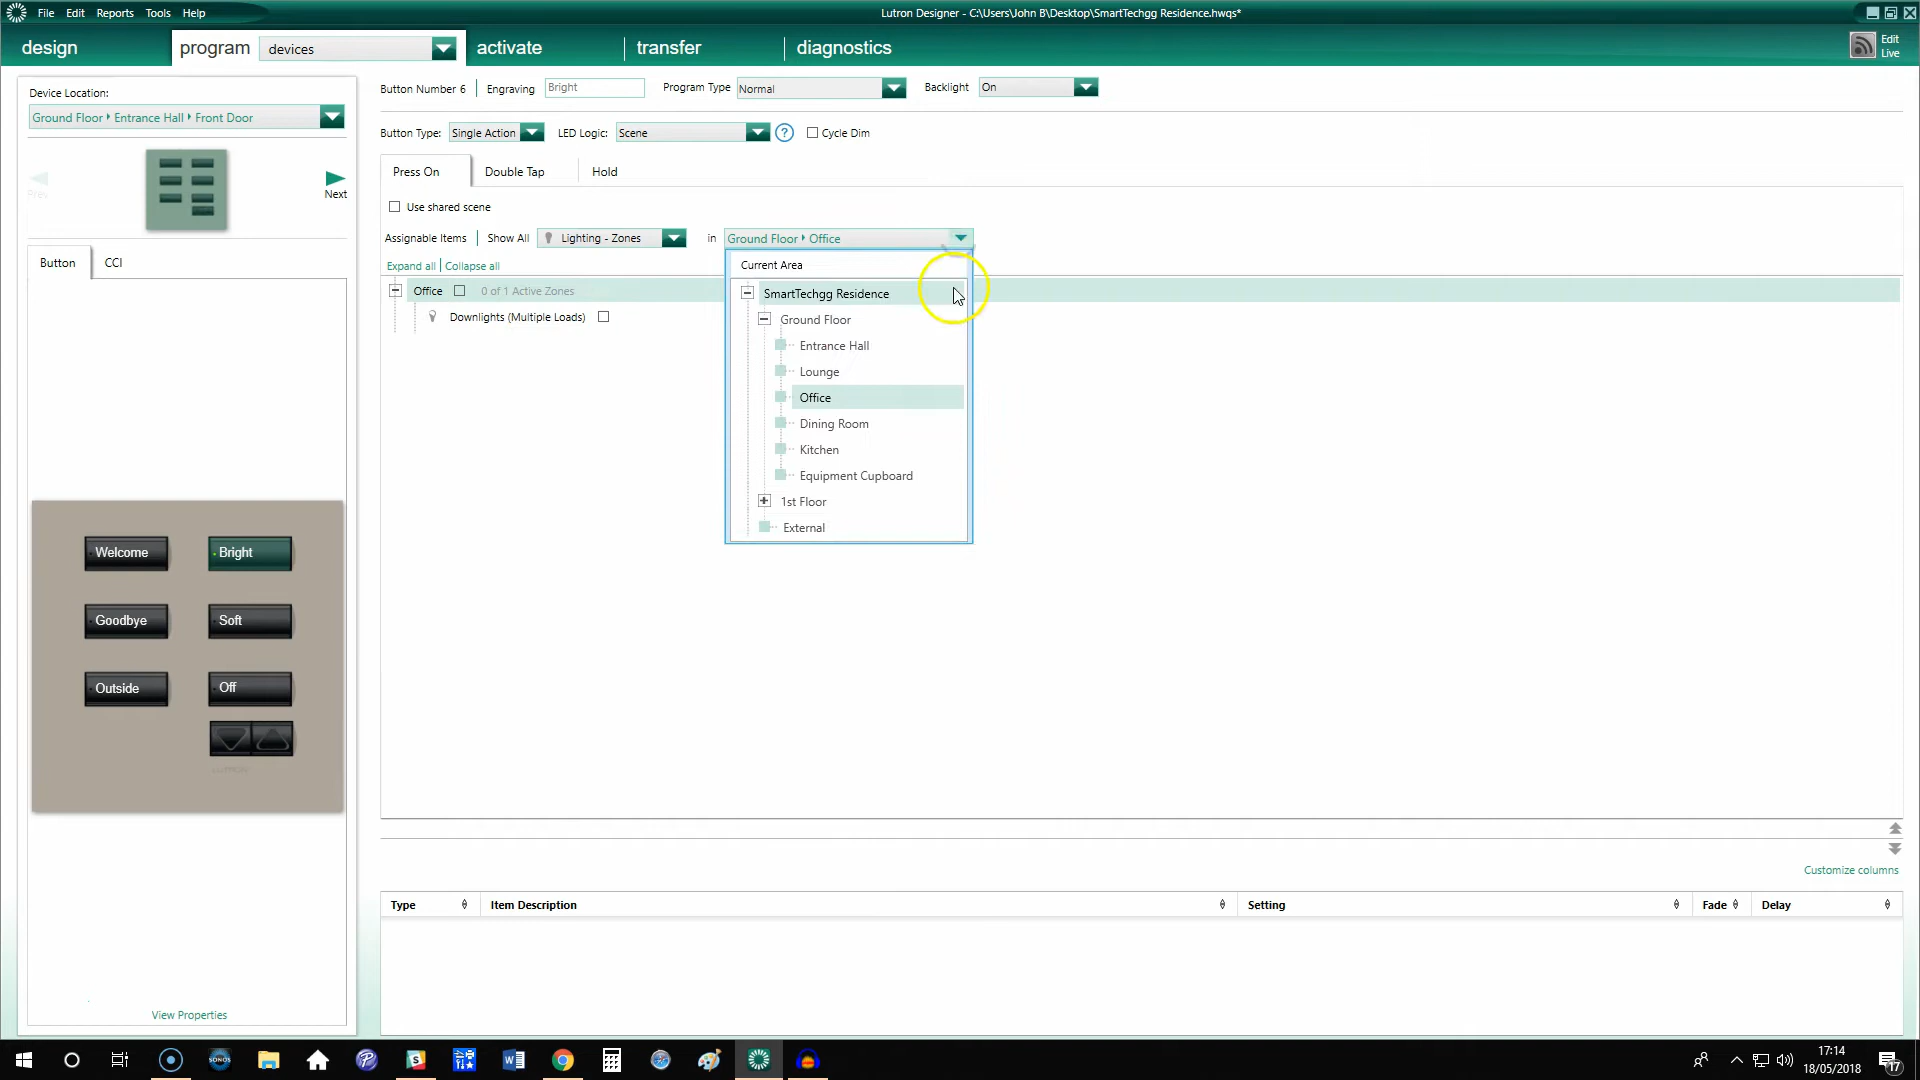 File Edit Reports Tools Help
Lutron Designer - C:\Users\John B\Desktop\SmartTechgg Residence.hwqs*
design program devices activate transfer diagnostics
Edit
Live
Device Location:
Ground Floor Entrance Hall Front Door
Prev
Next
Button CCI
Welcome Bright
Goodbye Soft
Outside Off
LUTRON
View Properties
Button Number 6 Engraving Bright Program Type Normal Backlight On
Button Type: Single Action LED Logic: Scene ? Cycle Dim
Press On Double Tap Hold
Use shared scene
Assignable Items Show All Lighting - Zones in Ground Floor Office
Expand all Collapse all
Office 0 of 1 Active Zones
Downlights (Multiple Loads)
Current Area
SmartTechgg Residence
Ground Floor
Entrance Hall
Lounge
Office
Dining Room
Kitchen
Equipment Cupboard
1st Floor
External
Customize columns
Type Item Description Setting Fade Delay
SONOS
17:14
18/05/2018
17